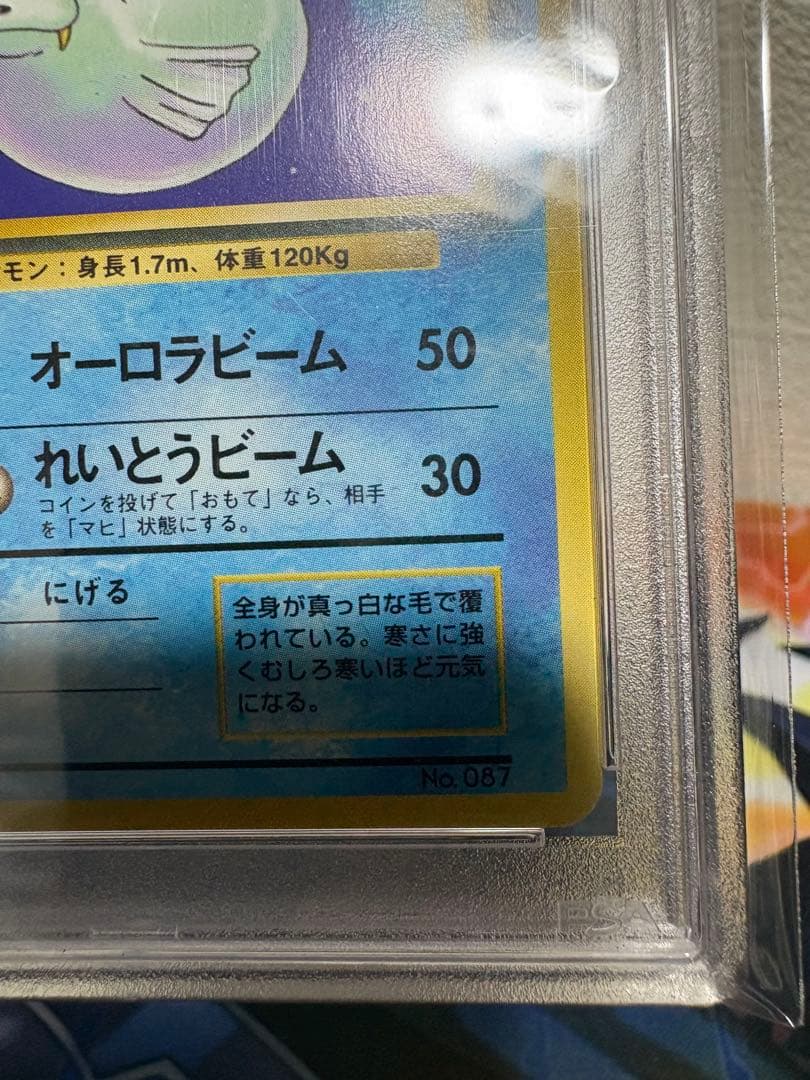 モン：身長1.7m、体重120Kg
オーロラビーム 50
れいとうビーム 30
コインを投げて「おもて」なら、相手
を「マヒ」状態にする。
にげる
全身が真っ白な毛で覆
われている。寒さに強
くむしろ寒いほど元気
になる。
No. 087
PSA